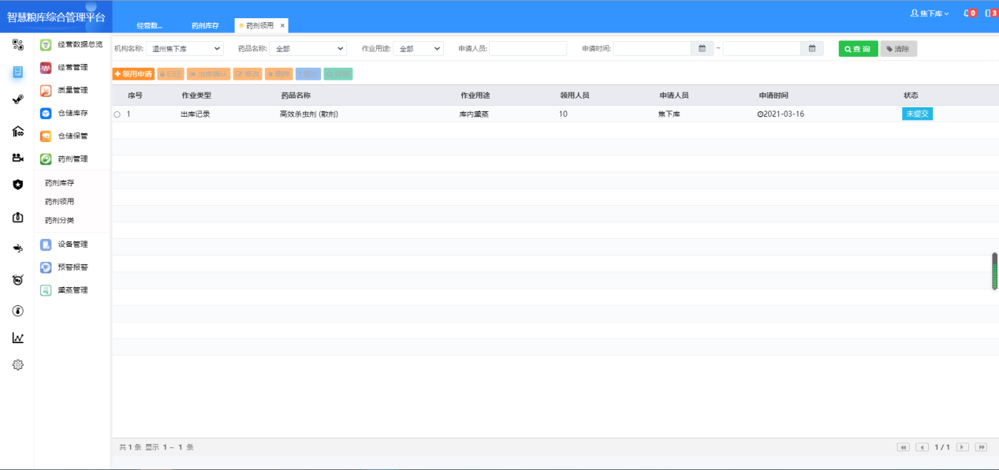 智慧粮库综合管理平台
焦下库 0 3
经营数... 药剂库存 药剂领用 ×
经营数据总览
经营管理
质量管理
仓储库存
仓储保管
药剂管理
药剂库存
药剂领用
药剂分类
设备管理
预警报警
熏蒸管理
机构名称: 温州焦下库 药品名称: 全部 作业用途: 全部 申请人员: 申请时间: ~ 查 询 清除
领用申请 归还 出库确认 修改 删除 提交
序号 作业类型 药品名称 作业用途 领用人员 申请人员 申请时间 状态
1 出库记录 高效杀虫剂 (散剂) 库内熏蒸 10 焦下库 2021-03-16 未提交
共 1 条 显示 1 ~ 1 条 1 / 1